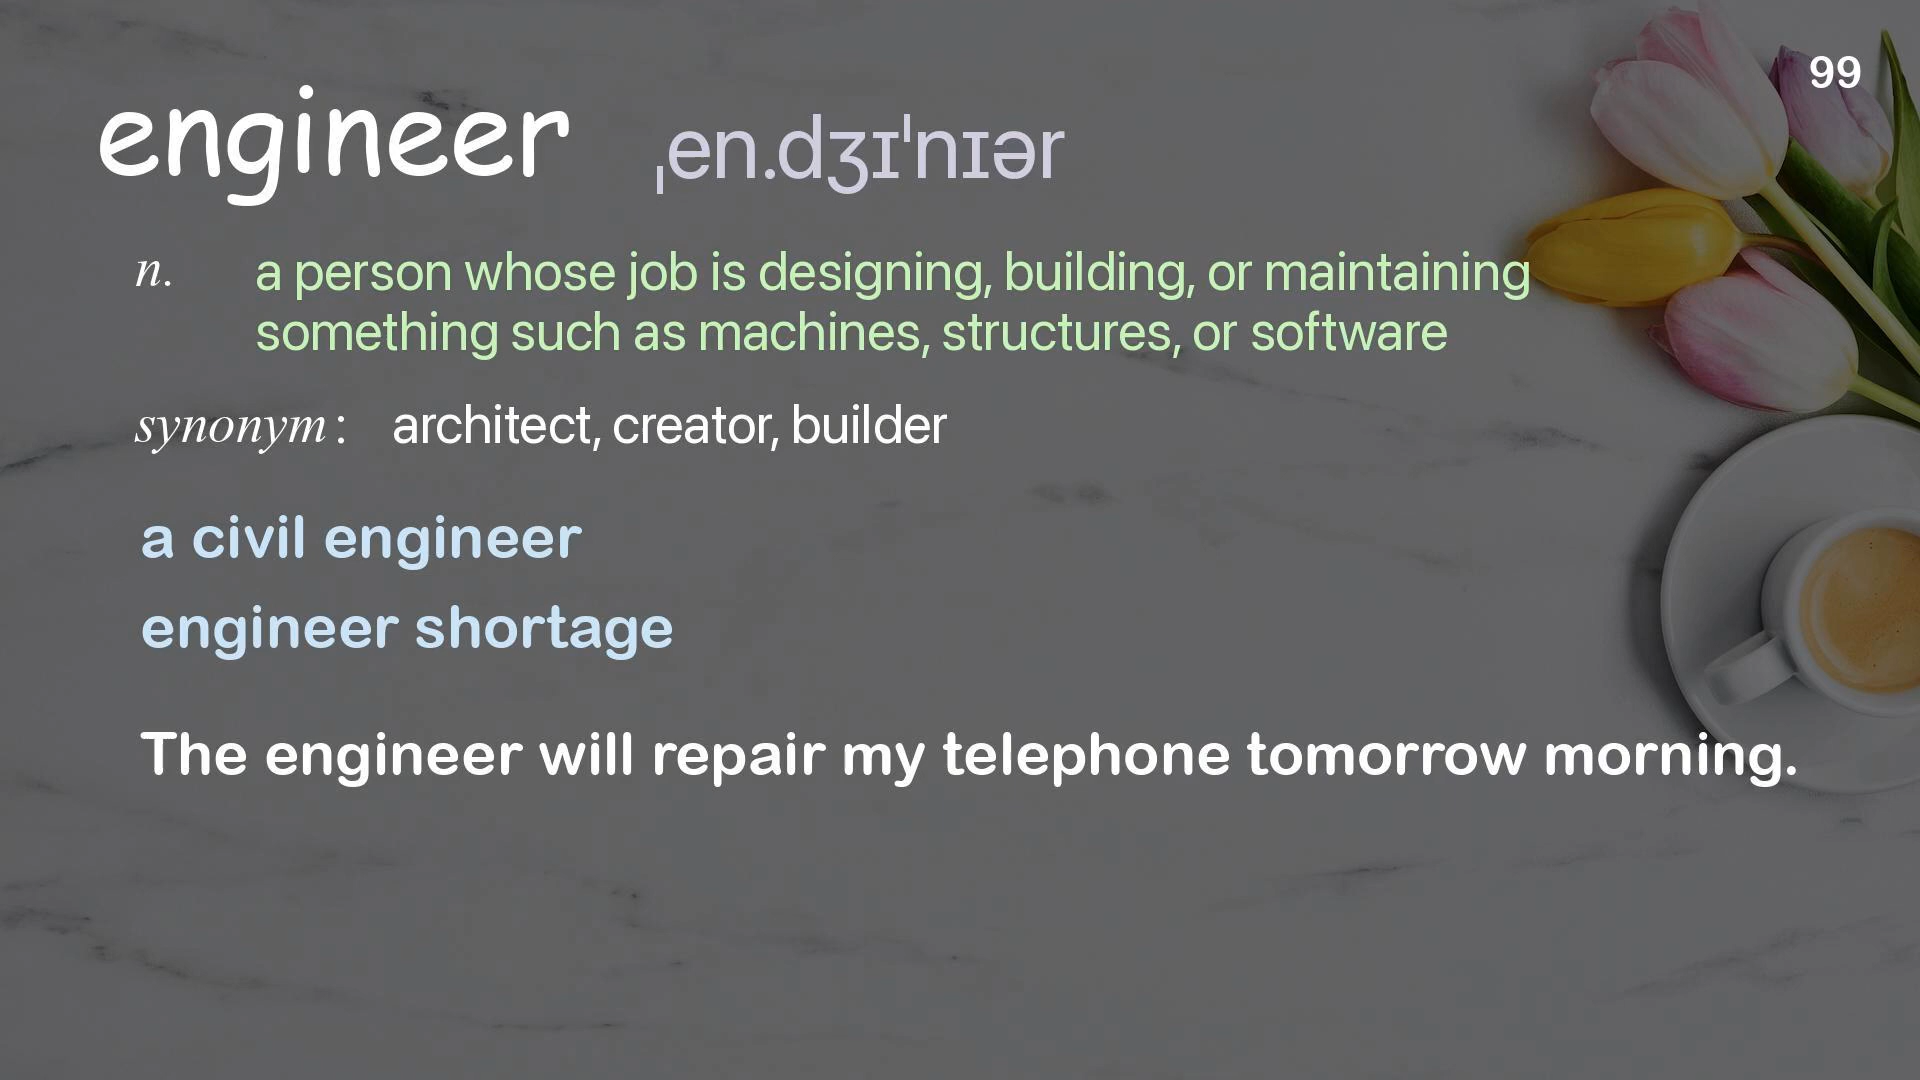 99
engineer ˌen.dʒɪˈnɪər
n. a person whose job is designing, building, or maintaining
something such as machines, structures, or software
synonym: architect, creator, builder
a civil engineer
engineer shortage
The engineer will repair my telephone tomorrow morning.